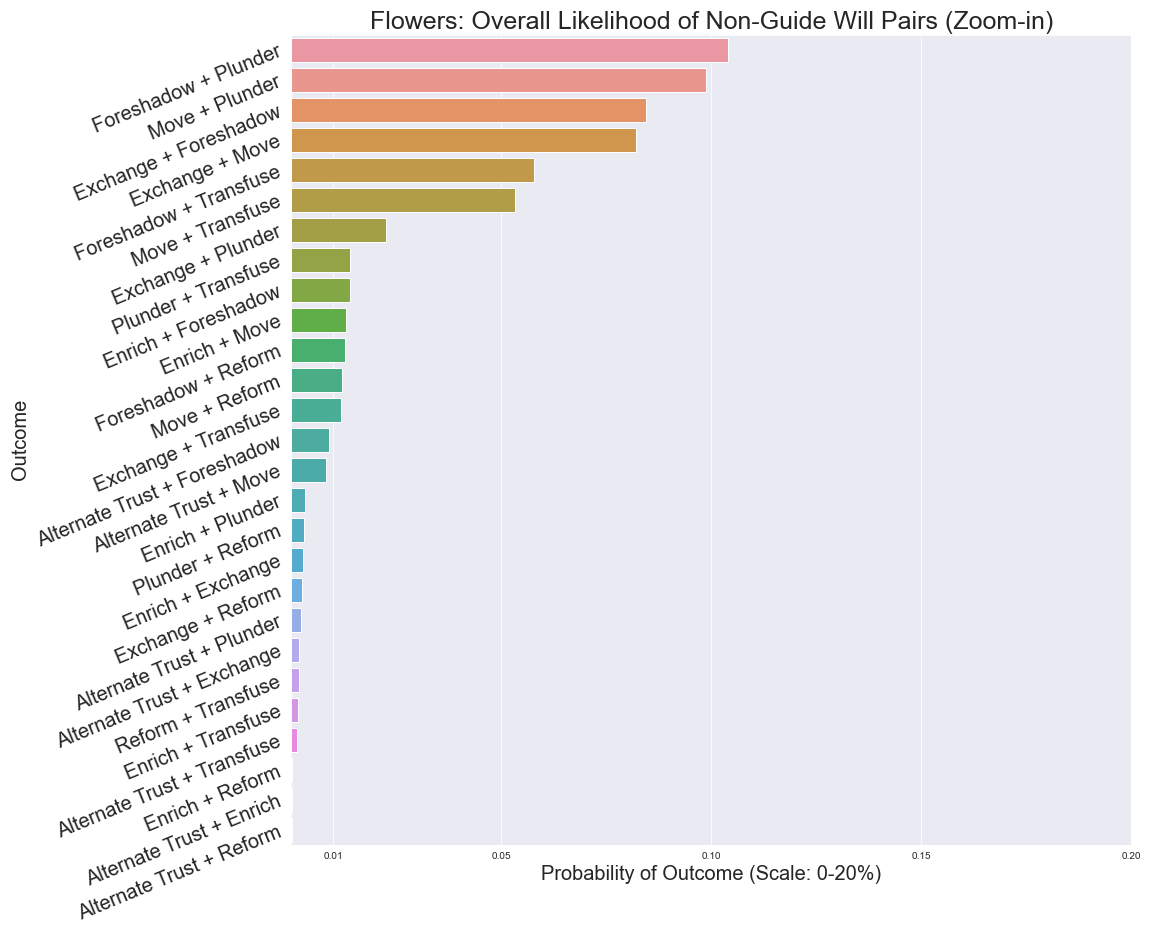 Flowers: Overall Likelihood of Non-Guide Will Pairs (Zoom-in)
Outcome
Foreshadow + Plunder
Move + Plunder
Exchange + Foreshadow
Exchange + Move
Foreshadow + Transfuse
Move + Transfuse
Exchange + Plunder
Plunder + Transfuse
Enrich + Foreshadow
Enrich + Move
Foreshadow + Reform
Move + Reform
Exchange + Transfuse
Alternate Trust + Foreshadow
Alternate Trust + Move
Enrich + Plunder
Plunder + Reform
Enrich + Exchange
Exchange + Reform
Alternate Trust + Plunder
Alternate Trust + Exchange
Reform + Transfuse
Enrich + Transfuse
Alternate Trust + Transfuse
Enrich + Reform
Alternate Trust + Enrich
Alternate Trust + Reform
0.01 0.05 0.10 0.15 0.20
Probability of Outcome (Scale: 0-20%)